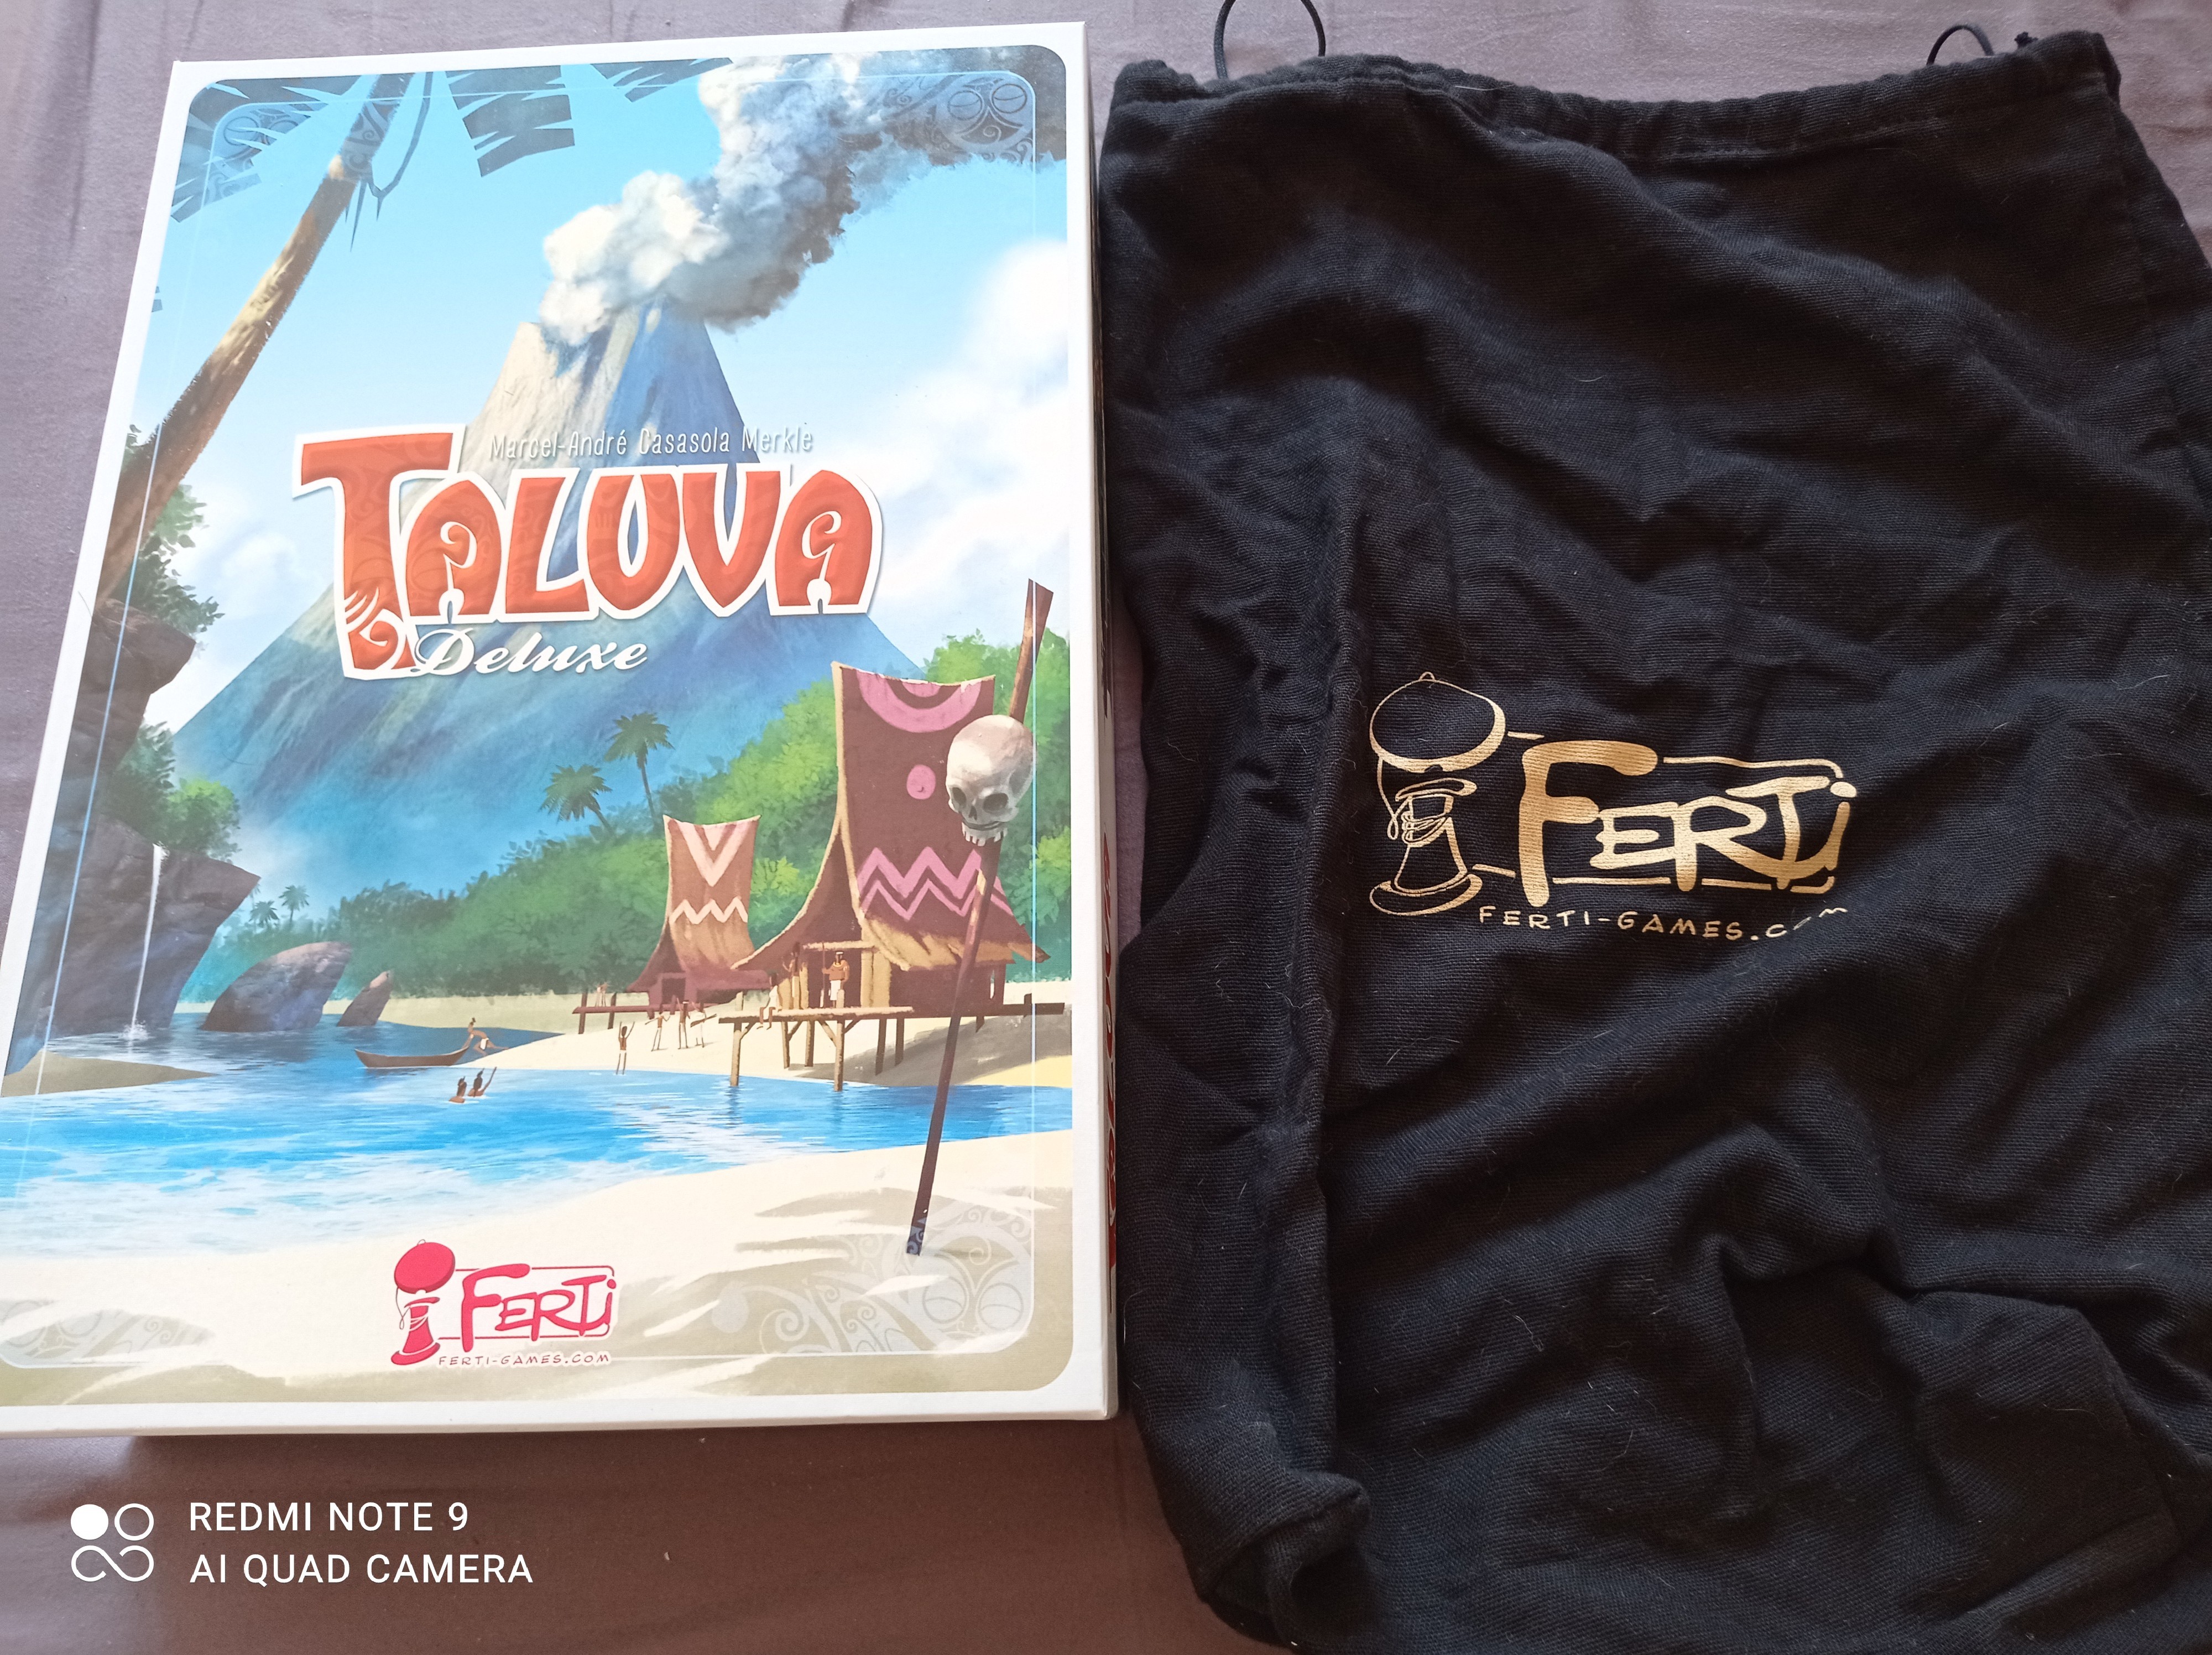 Marcel-André Casasola Merkle
TALUVA
Deluxe
FERTi
FERTI-GAMES.COM
FERTi
FERTI-GAMES.COM
REDMI NOTE 9
AI QUAD CAMERA